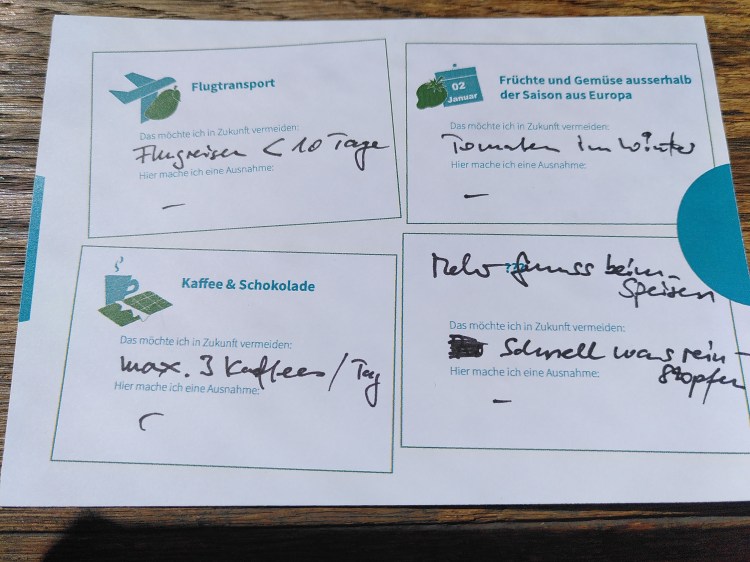 Flugtransport
Das möchte ich in Zukunft vermeiden:
Flugreisen < 10 Tage
Hier mache ich eine Ausnahme:
–
02
Januar
Früchte und Gemüse ausserhalb
der Saison aus Europa
Das möchte ich in Zukunft vermeiden:
Tomaten im Winter
Hier mache ich eine Ausnahme:
–
Kaffee & Schokolade
Das möchte ich in Zukunft vermeiden:
max. 3 Kaffees / Tag
Hier mache ich eine Ausnahme:
Mehr Genuss beim
Speisen
Das möchte ich in Zukunft vermeiden:
Schnell was rein-
stopfen
Hier mache ich eine Ausnahme:
–